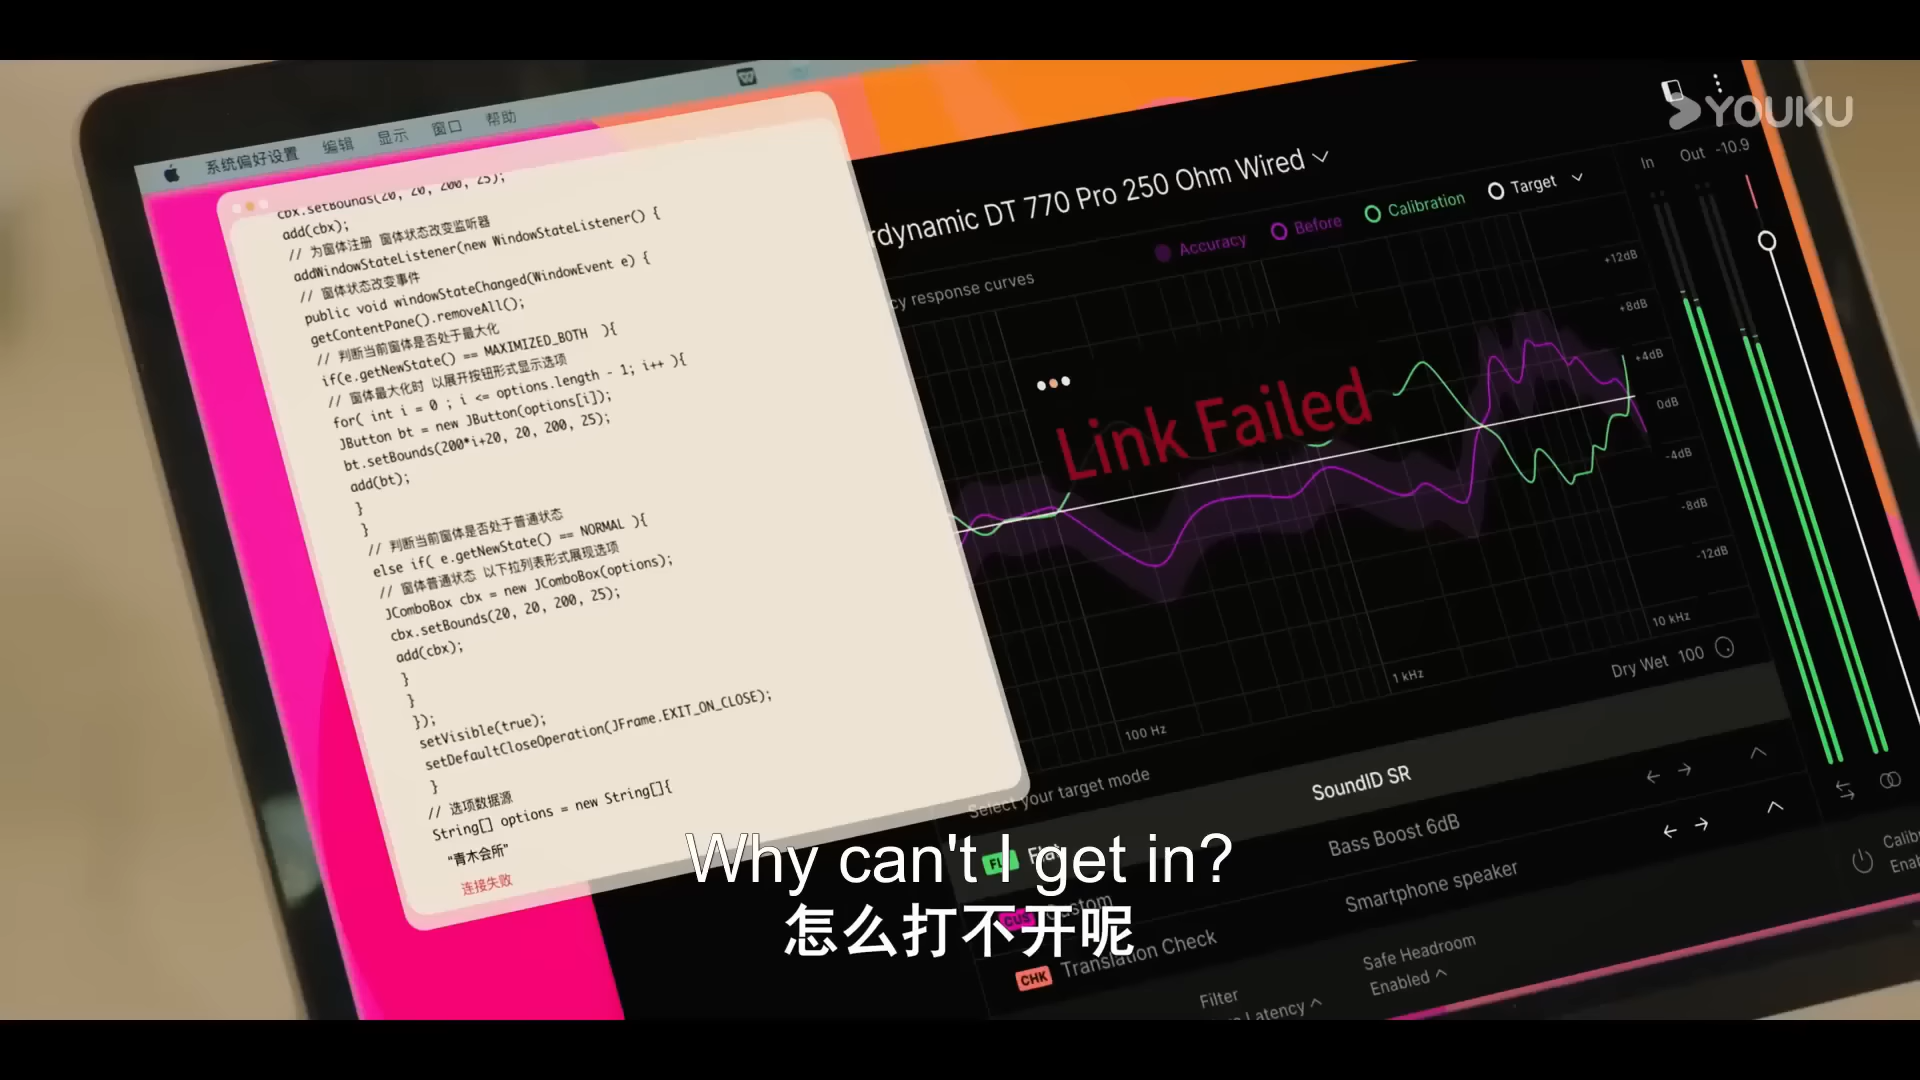 YOUKU
系统偏好设置 编辑 显示 窗口 帮助
cbx.setBounds(20, 20, 200, 25);
add(cbx);
// 为窗体注册 窗体状态改变监听器
addWindowStateListener(new WindowStateListener() {
// 窗体状态改变事件
public void windowStateChanged(WindowEvent e) {
getContentPane().removeAll();
// 判断当前窗体是否处于最大化
if(e.getNewState() == MAXIMIZED_BOTH ){
// 窗体最大化时 以展开按钮形式显示选项
for( int i = 0 ; i <= options.length - 1; i++ ){
JButton bt = new JButton(options[i]);
bt.setBounds(200*i+20, 20, 200, 25);
add(bt);
}
}
// 判断当前窗体是否处于普通状态
else if( e.getNewState() == NORMAL ){
// 窗体普通状态 以下拉列表形式展现选项
JComboBox cbx = new JComboBox(options);
cbx.setBounds(20, 20, 200, 25);
add(cbx);
}
}
});
setVisible(true);
setDefaultCloseOperation(JFrame.EXIT_ON_CLOSE);
}
// 选项数据源
String[] options = new String[]{
"青木会所"
连接失败
rdynamic DT 770 Pro 250 Ohm Wired
In Out -10.9
Accuracy Before Calibration Target
cy response curves
Link Failed
+12dB
+8dB
+4dB
0dB
-4dB
-8dB
-12dB
100 Hz
1 kHz
10 kHz
Dry Wet 100
Select your target mode
SoundID SR
Bass Boost 6dB
CUS Custom
Smartphone speaker
CHK Translation Check
Filter
Latency
Safe Headroom
Enabled
Why can't I get in?
怎么打不开呢